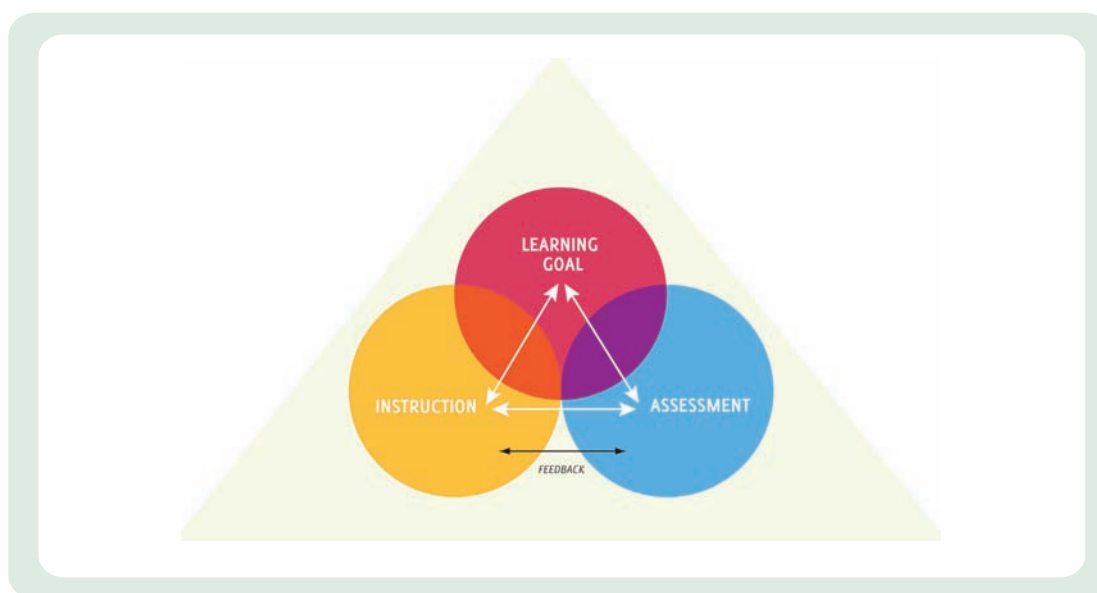 LEARNING
GOAL
INSTRUCTION
ASSESSMENT
FEEDBACK